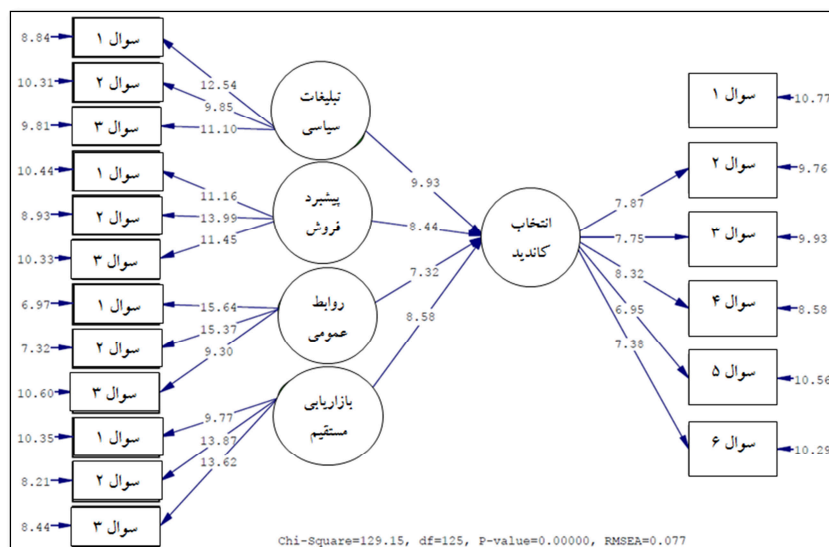 8.84
سوال ۱
10.31
سوال ۲
9.81
سوال ۳
10.44
سوال ۱
8.93
سوال ۲
10.33
سوال ۳
6.97
سوال ۱
7.32
سوال ۲
10.60
سوال ۳
10.35
سوال ۱
8.21
سوال ۲
8.44
سوال ۳
12.54
9.85
11.10
11.16
13.99
11.45
15.64
15.37
9.30
9.77
13.87
13.62
تبلیغات
سیاسی
پیشبرد
فروش
روابط
عمومی
بازاریابی
مستقیم
9.93
8.44
7.32
8.58
انتخاب
کاندید
7.87
7.75
8.32
6.95
7.38
سوال ۱
10.77
سوال ۲
9.76
سوال ۳
9.93
سوال ۴
8.58
سوال ۵
10.56
سوال ۶
10.29
Chi-Square=129.15, df=125, P-value=0.00000, RMSEA=0.077